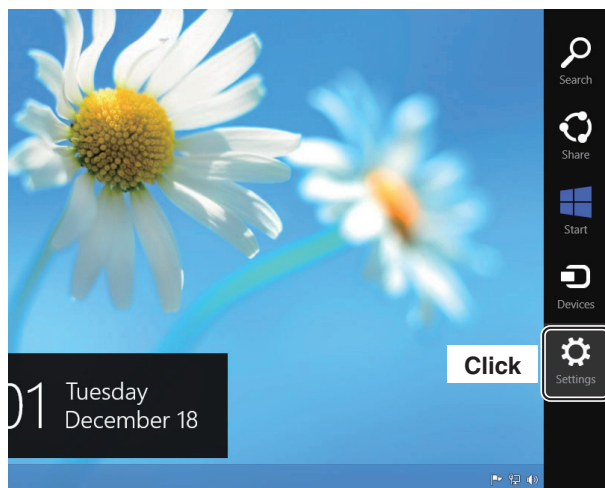 Search
Share
Start
Devices
Click
Settings
01 Tuesday
December 18